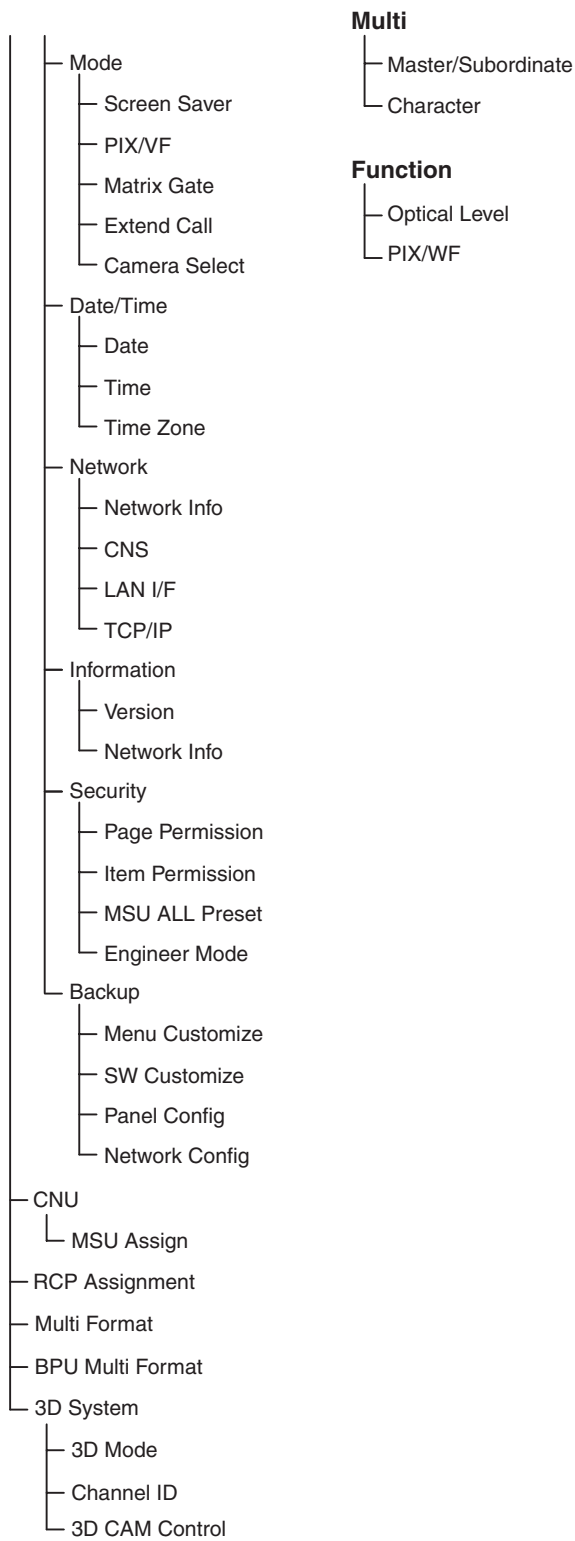 Mode
Screen Saver
PIX/VF
Matrix Gate
Extend Call
Camera Select
Date/Time
Date
Time
Time Zone
Network
Network Info
CNS
LAN I/F
TCP/IP
Information
Version
Network Info
Security
Page Permission
Item Permission
MSU ALL Preset
Engineer Mode
Backup
Menu Customize
SW Customize
Panel Config
Network Config
CNU
MSU Assign
RCP Assignment
Multi Format
BPU Multi Format
3D System
3D Mode
Channel ID
3D CAM Control
Multi
Master/Subordinate
Character
Function
Optical Level
PIX/WF